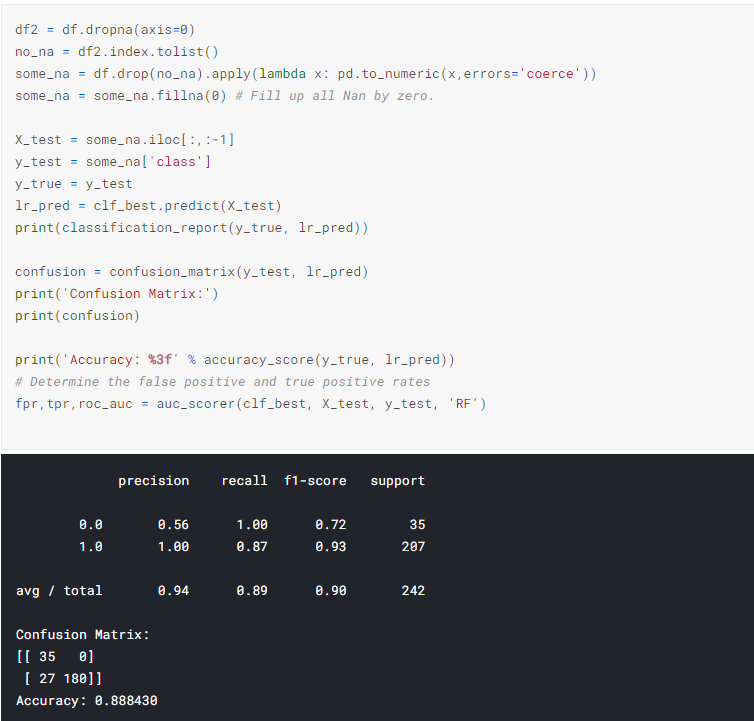 df2 = df.dropna(axis=0)
no_na = df2.index.tolist()
some_na = df.drop(no_na).apply(lambda x: pd.to_numeric(x,errors='coerce'))
some_na = some_na.fillna(0) # Fill up all Nan by zero.
X_test = some_na.iloc[:,:-1]
y_test = some_na['class']
y_true = y_test
lr_pred = clf_best.predict(X_test)
print(classification_report(y_true, lr_pred))
confusion = confusion_matrix(y_test, lr_pred)
print('Confusion Matrix:')
print(confusion)
print('Accuracy: %3f' % accuracy_score(y_true, lr_pred))
# Determine the false positive and true positive rates
fpr,tpr,roc_auc = auc_scorer(clf_best, X_test, y_test, 'RF')
precision recall f1-score support
0.0 0.56 1.00 0.72 35
1.0 1.00 0.87 0.93 207
avg / total 0.94 0.89 0.90 242
Confusion Matrix:
[[ 35 0]
[ 27 180]]
Accuracy: 0.888430